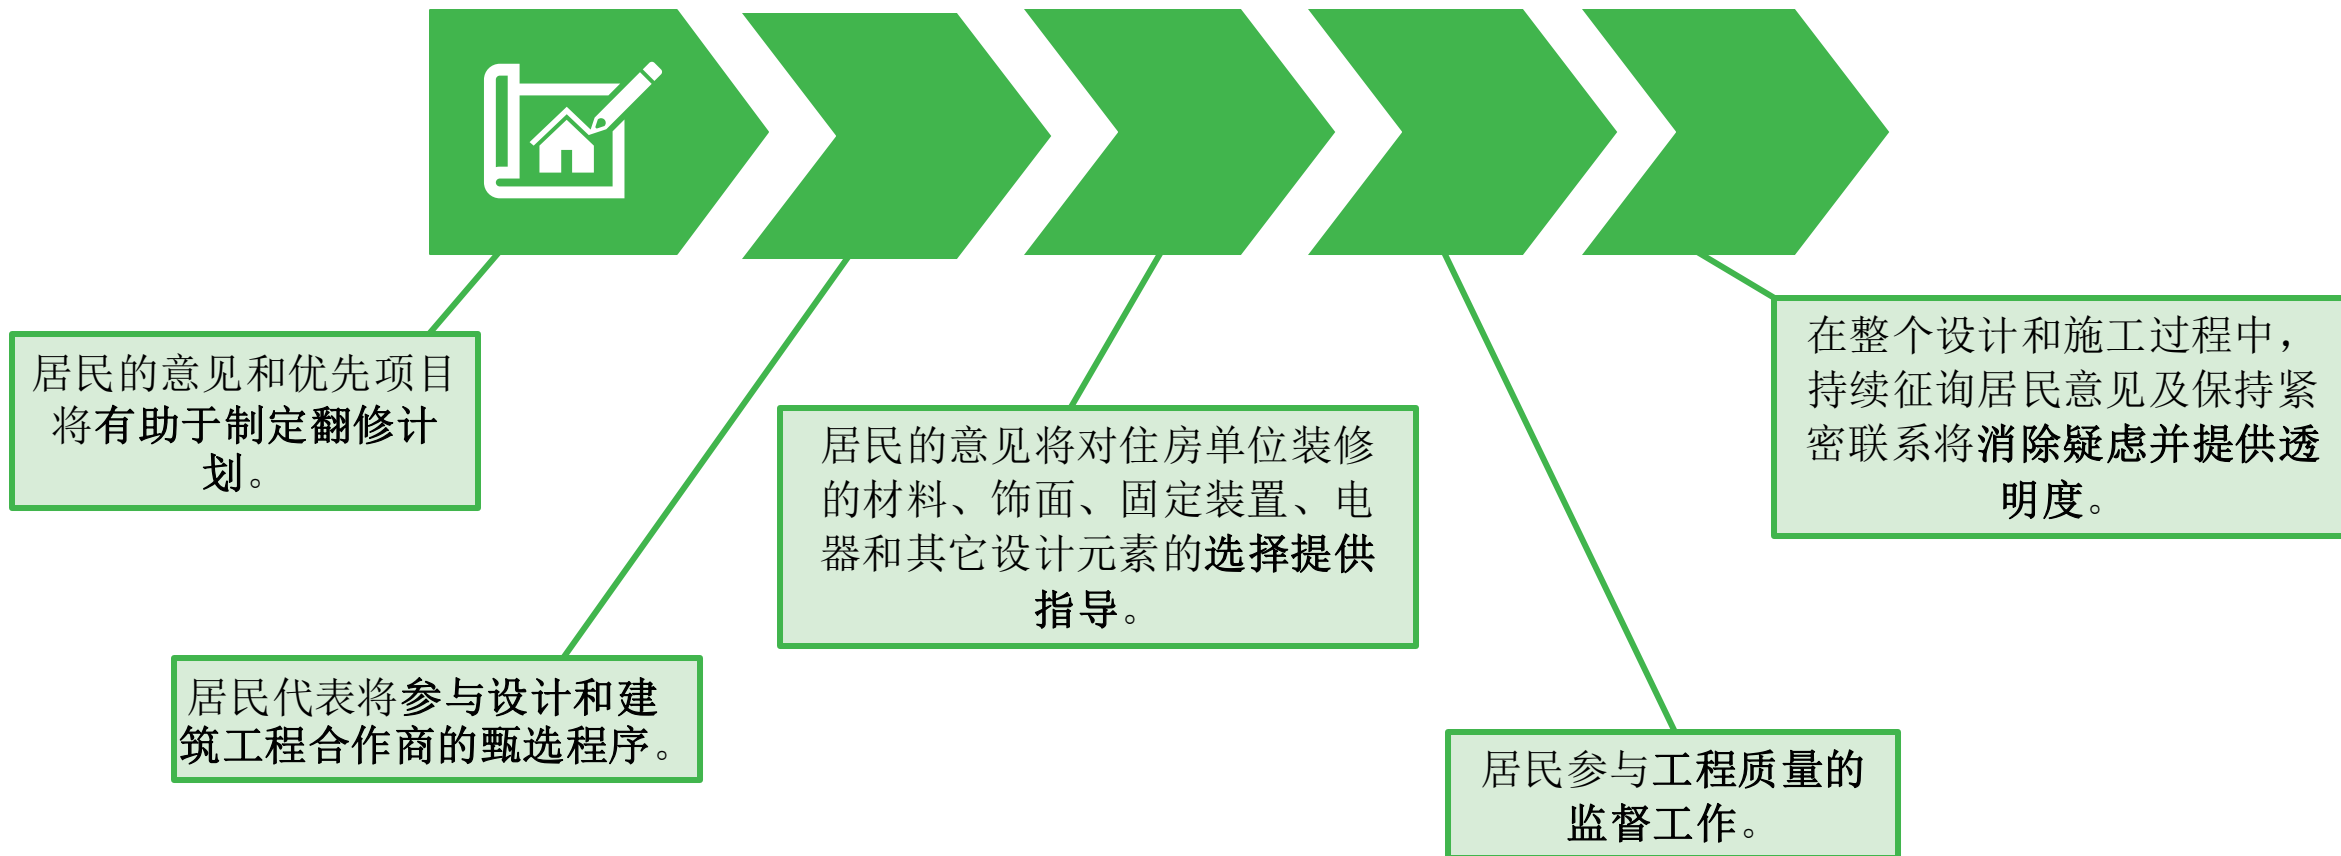 居民的意见和优先项目
将有助于制定翻修计
划。
居民代表将参与设计和建
筑工程合作商的甄选程序。
居民的意见将对住房单位装修
的材料、饰面、固定装置、电
器和其它设计元素的选择提供
指导。
居民参与工程质量的
监督工作。
在整个设计和施工过程中，
持续征询居民意见及保持紧
密联系将消除疑虑并提供透
明度。